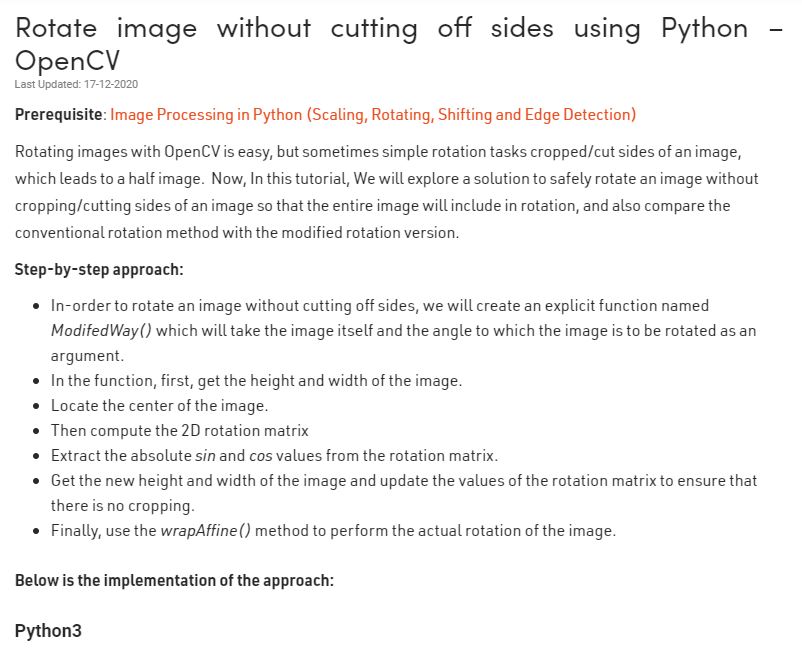 Rotate image without cutting off sides using Python –
OpenCV
Last Updated: 17-12-2020
Prerequisite: Image Processing in Python (Scaling, Rotating, Shifting and Edge Detection)
Rotating images with OpenCV is easy, but sometimes simple rotation tasks cropped/cut sides of an image,
which leads to a half image. Now, In this tutorial, We will explore a solution to safely rotate an image without
cropping/cutting sides of an image so that the entire image will include in rotation, and also compare the
conventional rotation method with the modified rotation version.
Step-by-step approach:
• In-order to rotate an image without cutting off sides, we will create an explicit function named
ModifedWay() which will take the image itself and the angle to which the image is to be rotated as an
argument.
• In the function, first, get the height and width of the image.
• Locate the center of the image.
• Then compute the 2D rotation matrix
• Extract the absolute sin and cos values from the rotation matrix.
• Get the new height and width of the image and update the values of the rotation matrix to ensure that
there is no cropping.
• Finally, use the wrapAffine() method to perform the actual rotation of the image.
Below is the implementation of the approach:
Python3